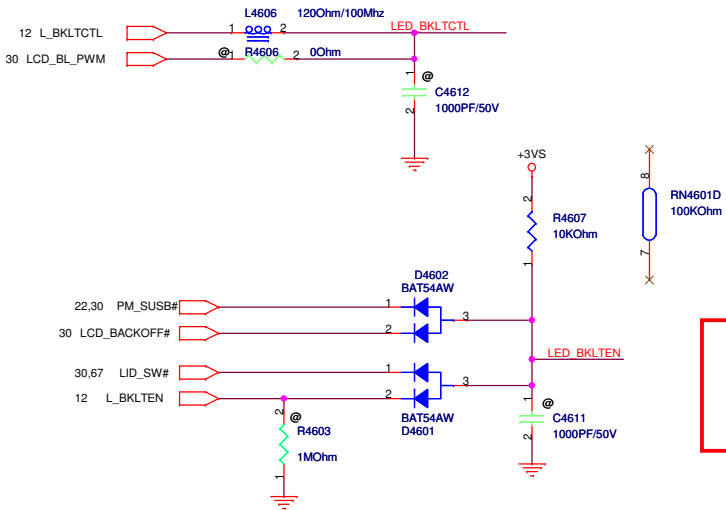 L4606 120Ohm/100Mhz
12 L_BKLTCTL 1 2 LED_BKLTCTL
30 LCD_BL_PWM @ 1 R4606 2 0Ohm
1 @
C4612
2 1000PF/50V
+3VS
2
R4607
10KOhm
1
8
RN4601D
100KOhm
7
D4602
BAT54AW
22,30 PM_SUSB# 1
3
30 LCD_BACKOFF# 2
LED_BKLTEN
30,67 LID_SW# 1
3
12 L_BKLTEN 2
BAT54AW
D4601
2 @
R4603
1MOhm
1
1 @
C4611
2 1000PF/50V